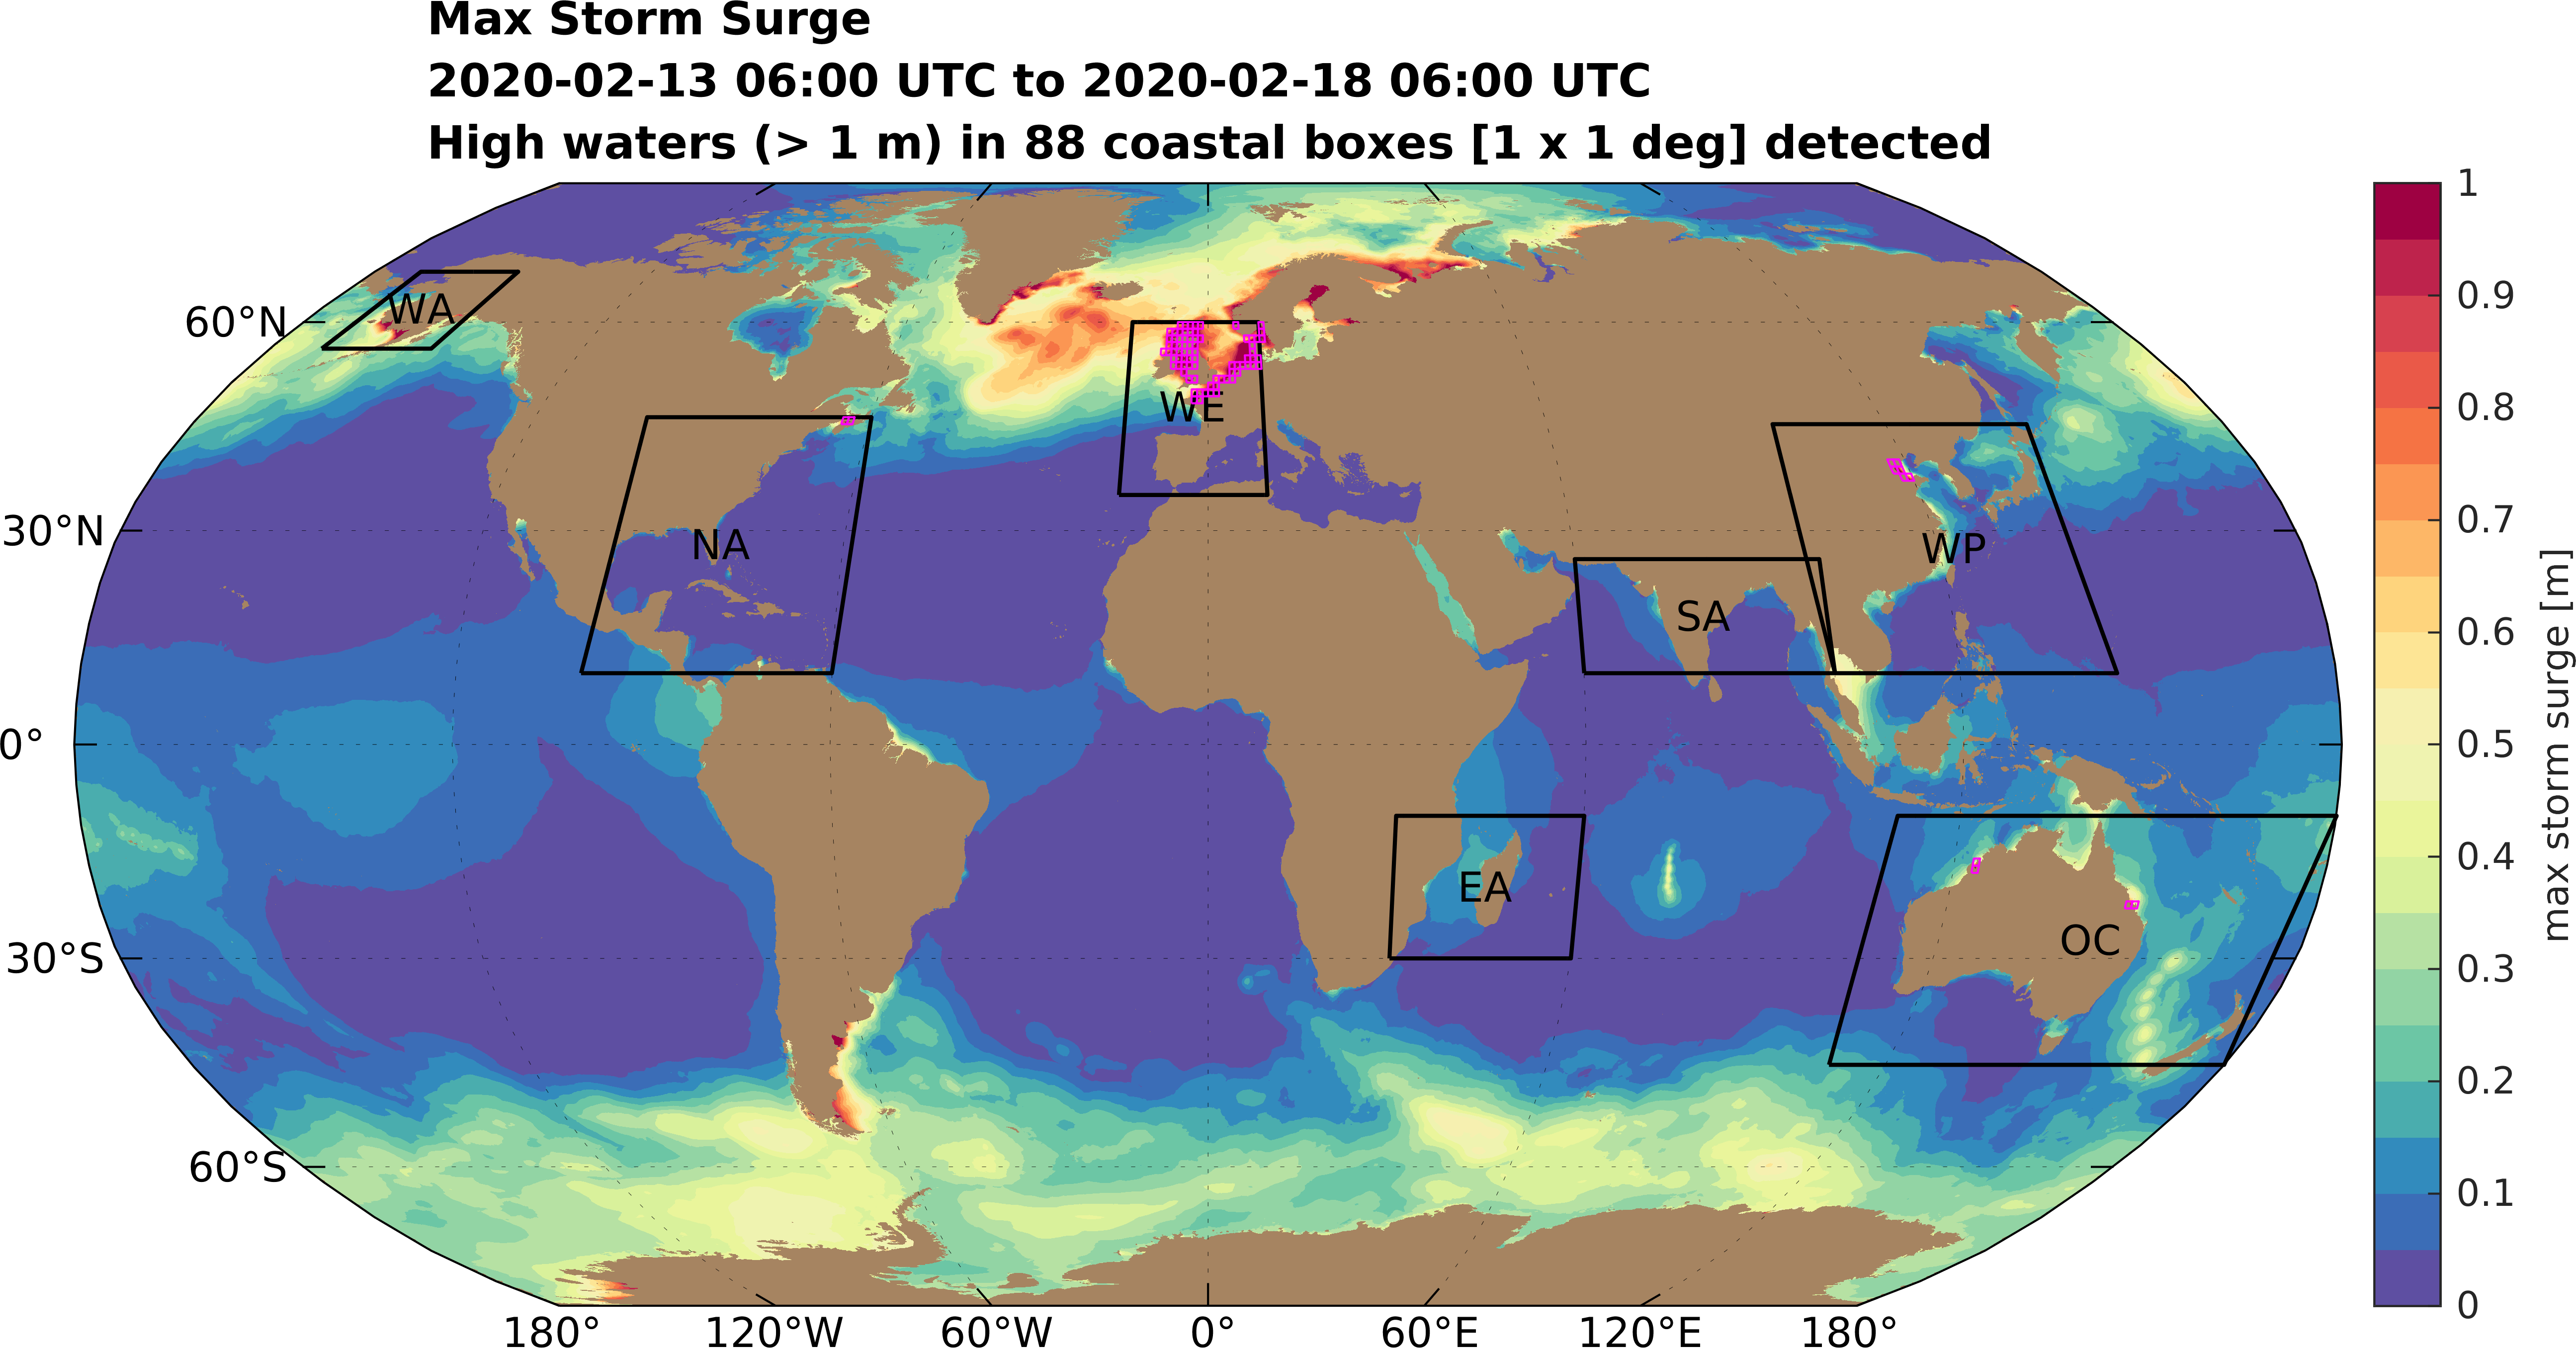 Max Storm Surge
2020-02-13 06:00 UTC to 2020-02-18 06:00 UTC
High waters (> 1 m) in 88 coastal boxes [1 x 1 deg] detected
60°N
30°N
0°
30°S
60°S
WA
NA
WE
SA
WP
EA
OC
180°
120°W
60°W
0°
60°E
120°E
180°
1
0.9
0.8
0.7
0.6
0.5
0.4
0.3
0.2
0.1
0
max storm surge [m]